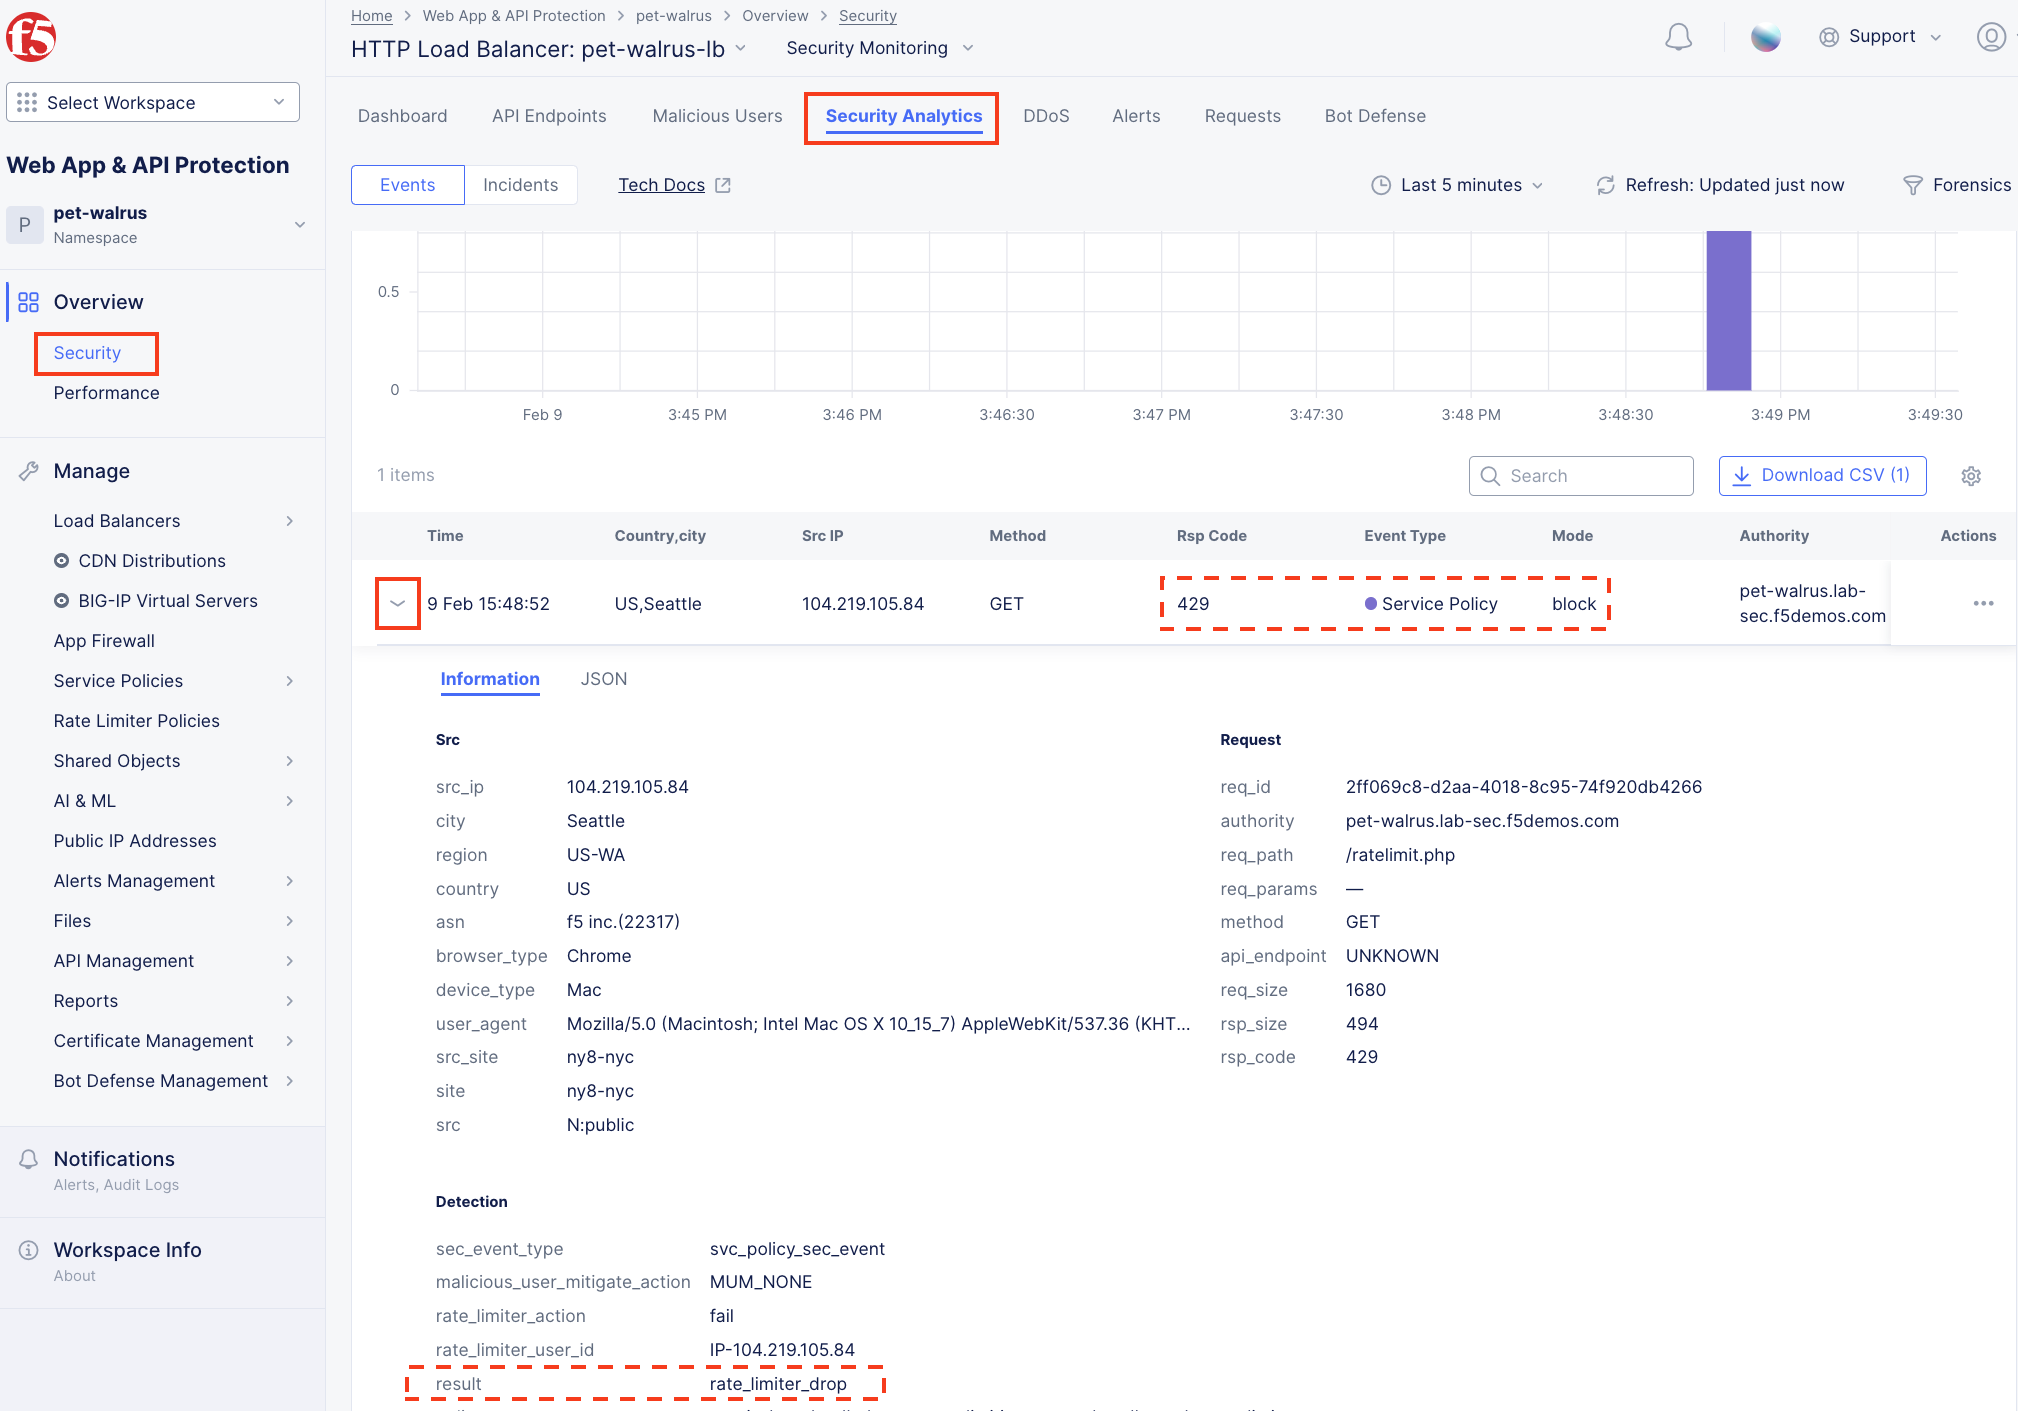 f5
Home > Web App & API Protection > pet-walrus > Overview > Security
HTTP Load Balancer: pet-walrus-lb
Security Monitoring
Support
Select Workspace
Web App & API Protection
P
pet-walrus
Namespace
Overview
Security
Performance
Manage
Load Balancers
CDN Distributions
BIG-IP Virtual Servers
App Firewall
Service Policies
Rate Limiter Policies
Shared Objects
AI & ML
Public IP Addresses
Alerts Management
Files
API Management
Reports
Certificate Management
Bot Defense Management
Notifications
Alerts, Audit Logs
Workspace Info
About
Dashboard API Endpoints Malicious Users Security Analytics DDoS Alerts Requests Bot Defense
Events Incidents Tech Docs
Last 5 minutes Refresh: Updated just now Forensics
0.5
0
Feb 9 3:45 PM 3:46 PM 3:46:30 3:47 PM 3:47:30 3:48 PM 3:48:30 3:49 PM 3:49:30
1 items
Search
Download CSV (1)
Time Country,city Src IP Method Rsp Code Event Type Mode Authority Actions
9 Feb 15:48:52 US,Seattle 104.219.105.84 GET 429 Service Policy block pet-walrus.lab-
sec.f5demos.com
Information JSON
Src
src_ip 104.219.105.84
city Seattle
region US-WA
country US
asn f5 inc.(22317)
browser_type Chrome
device_type Mac
user_agent Mozilla/5.0 (Macintosh; Intel Mac OS X 10_15_7) AppleWebKit/537.36 (KHT...
src_site ny8-nyc
site ny8-nyc
src N:public
Request
req_id 2ff069c8-d2aa-4018-8c95-74f920db4266
authority pet-walrus.lab-sec.f5demos.com
req_path /ratelimit.php
req_params —
method GET
api_endpoint UNKNOWN
req_size 1680
rsp_size 494
rsp_code 429
Detection
sec_event_type svc_policy_sec_event
malicious_user_mitigate_action MUM_NONE
rate_limiter_action fail
rate_limiter_user_id IP-104.219.105.84
result rate_limiter_drop